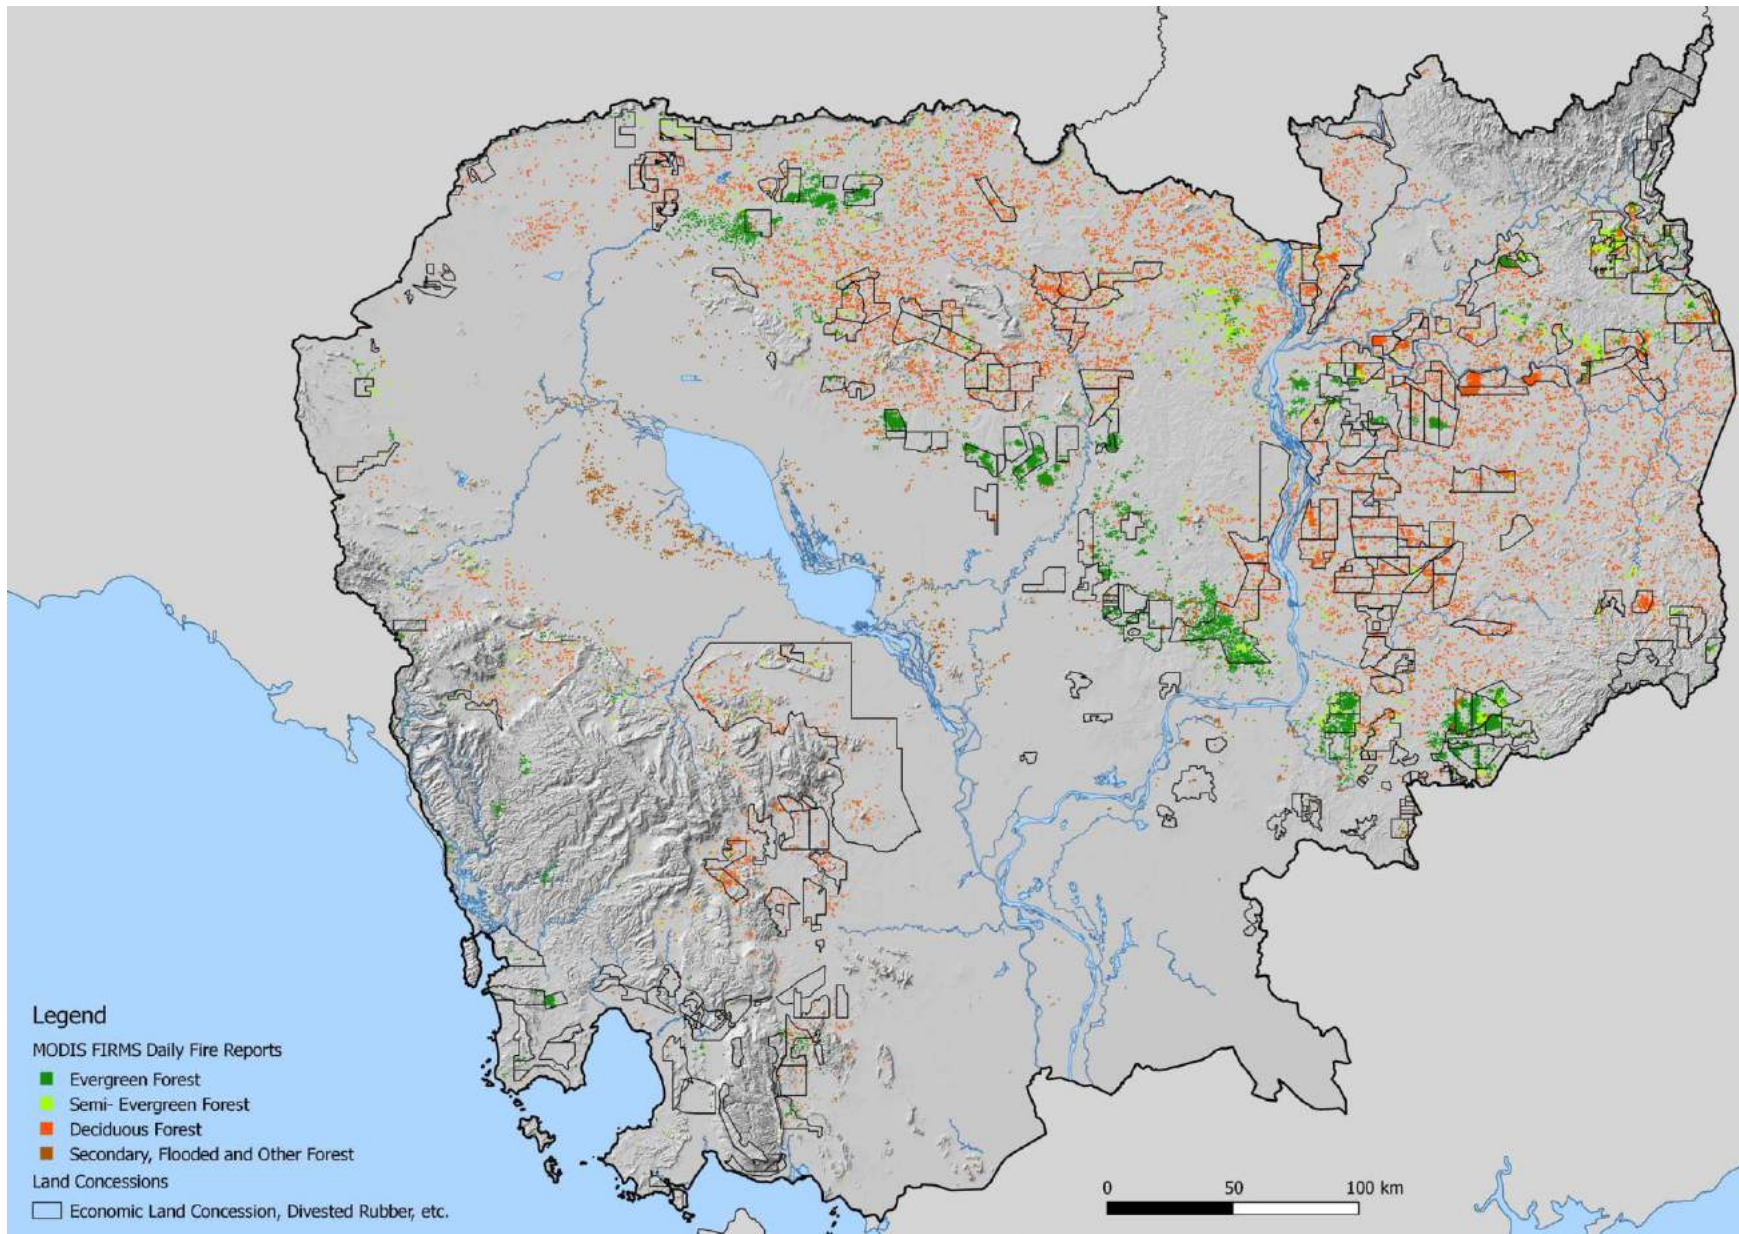 Legend
MODIS FIRMS Daily Fire Reports
Evergreen Forest
Semi- Evergreen Forest
Deciduous Forest
Secondary, Flooded and Other Forest
Land Concessions
Economic Land Concession, Divested Rubber, etc.
0 50 100 km